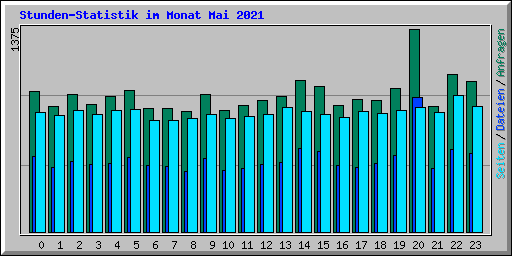 Stunden-Statistik im Monat Mai 2021
1375
Seiten/Dateien/Anfragen
0 1 2 3 4 5 6 7 8 9 10 11 12 13 14 15 16 17 18 19 20 21 22 23